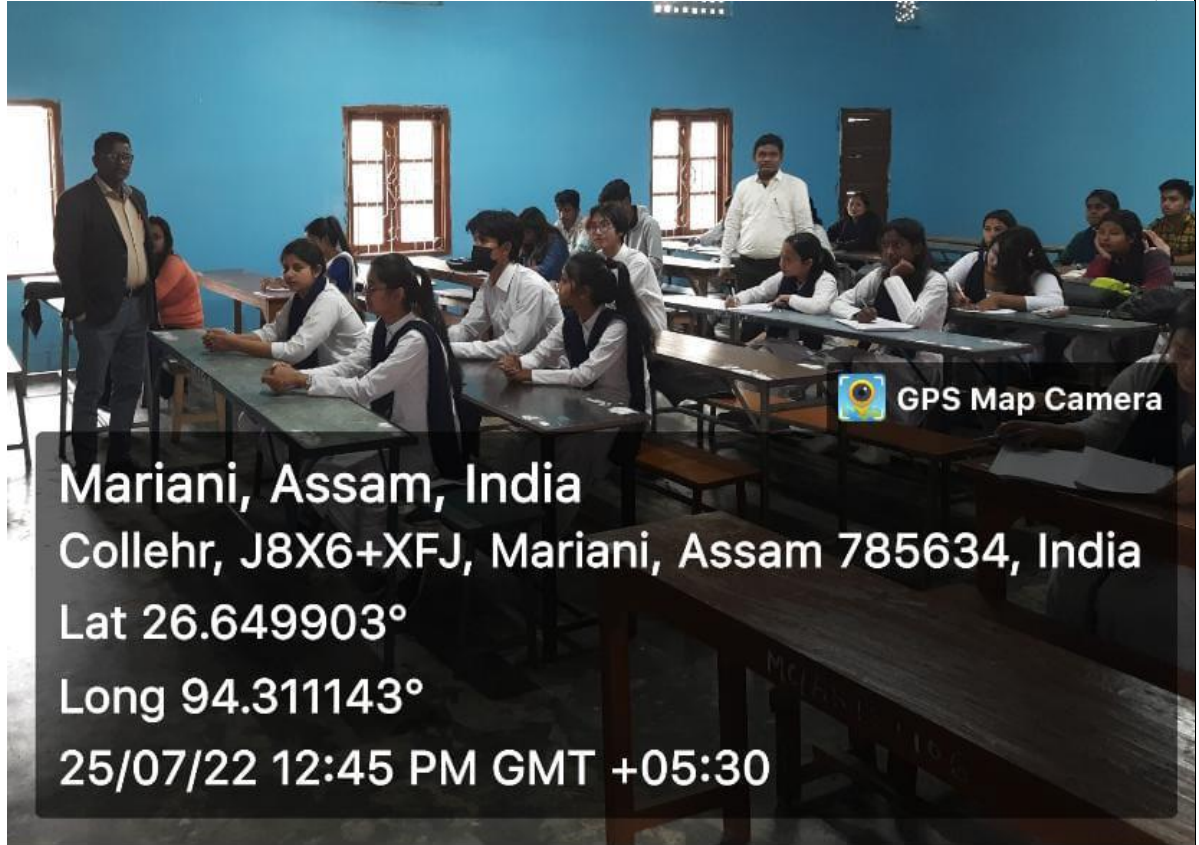 GPS Map Camera
Mariani, Assam, India
Collehr, J8X6+XFJ, Mariani, Assam 785634, India
Lat 26.649903°
Long 94.311143°
25/07/22 12:45 PM GMT +05:30